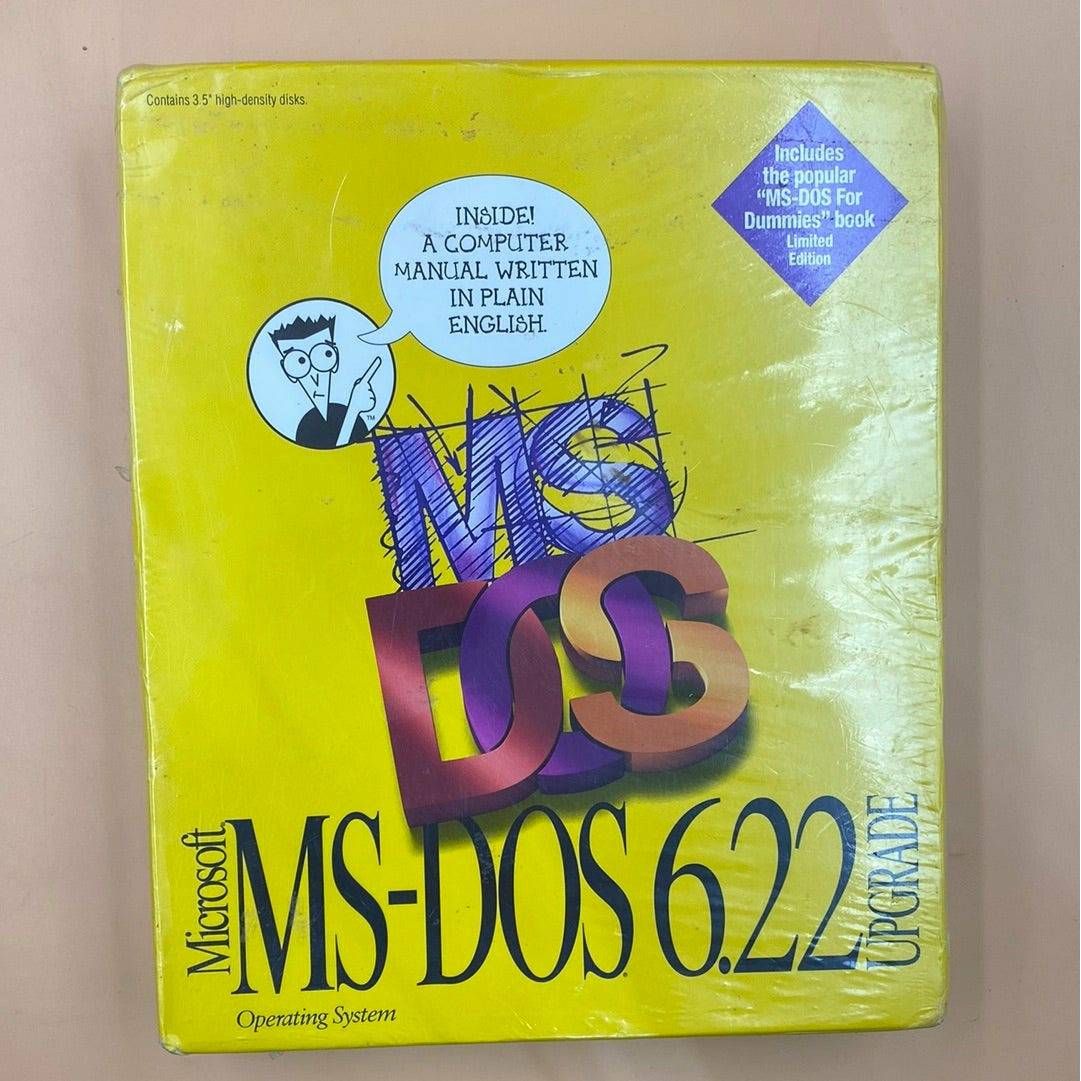 Contains 3.5" high-density disks.
Includes
the popular
“MS-DOS For
Dummies” book
Limited
Edition
INSIDE!
A COMPUTER
MANUAL WRITTEN
IN PLAIN
ENGLISH.
TM
MS
DOS
Microsoft
MS-DOS 6.22
UPGRADE
Operating System